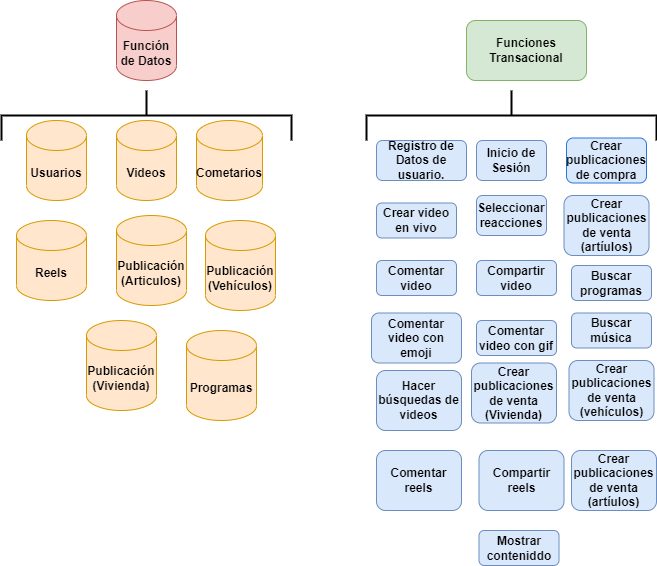 Función
de Datos
Usuarios
Videos
Cometarios
Reels
Publicación
(Articulos)
Publicación
(Vehículos)
Publicación
(Vivienda)
Programas
Funciones
Transacional
Registro de
Datos de
usuario.
Inicio de
Sesión
Crear
publicaciones
de compra
Crear video
en vivo
Seleccionar
reacciones
Crear
publicaciones
de venta
(artíulos)
Comentar
video
Compartir
video
Buscar
programas
Comentar
video con
emoji
Comentar
video con gif
Buscar
música
Hacer
búsquedas de
videos
Crear
publicaciones
de venta
(Vivienda)
Crear
publicaciones
de venta
(vehículos)
Comentar
reels
Compartir
reels
Crear
publicaciones
de venta
(artíulos)
Mostrar
conteniddo